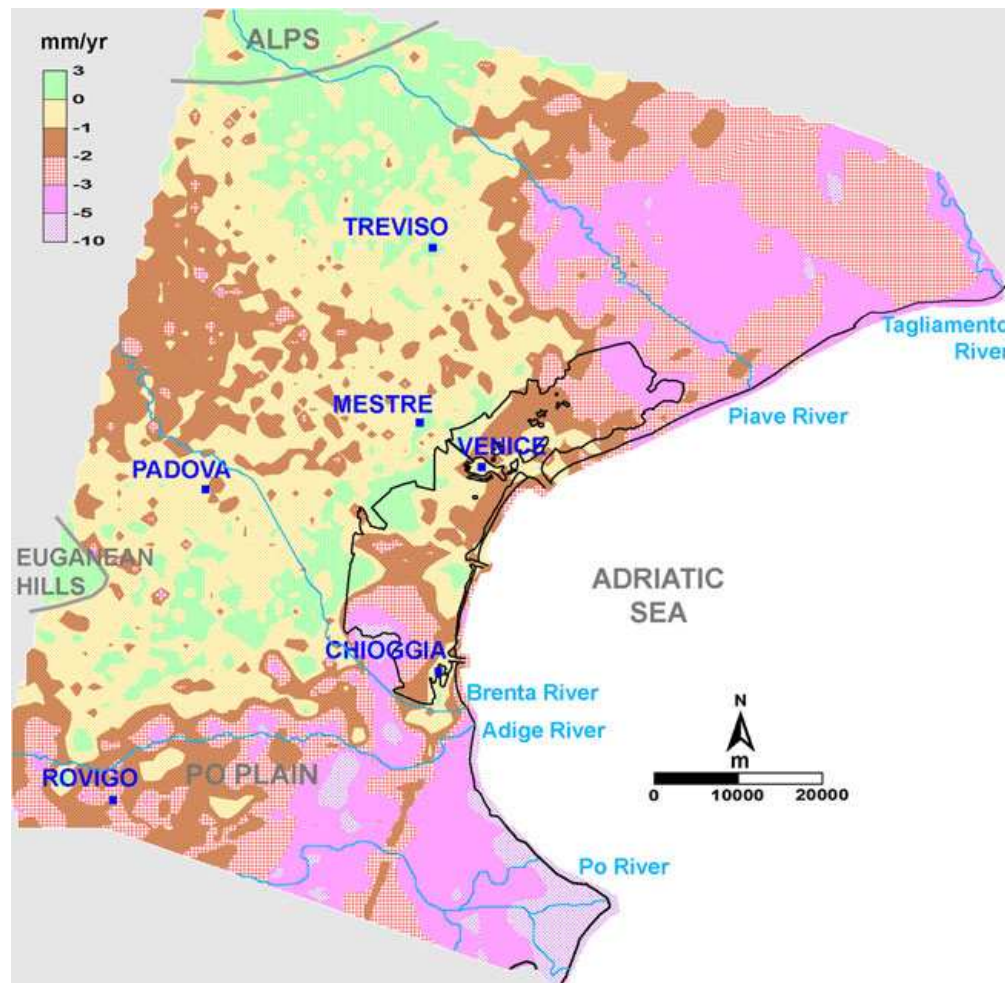 mm/yr
3
0
-1
-2
-3
-5
-10
ALPS
TREVISO
Tagliamento
River
MESTRE
Piave River
VENICE
PADOVA
EUGANEAN
HILLS
ADRIATIC
SEA
CHIOGGIA
Brenta River
Adige River
N
m
0 10000 20000
ROVIGO
PO PLAIN
Po River